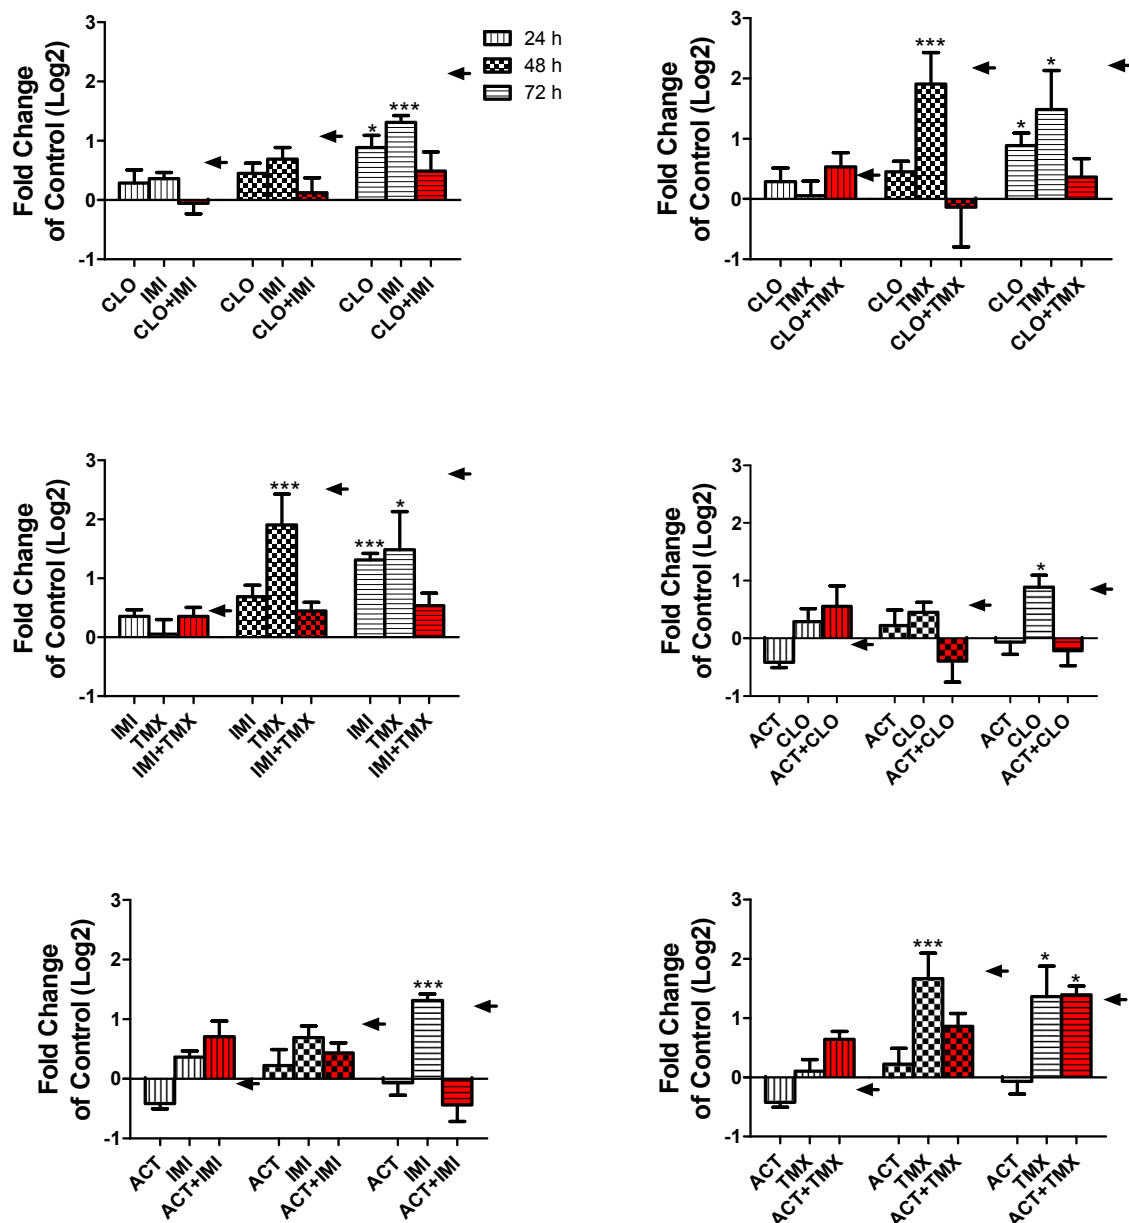 3
2
1
0
-1
Fold Change
of Control (Log2)
24 h
48 h
72 h
* ***
CLO IMI CLO+IMI CLO IMI CLO+IMI CLO IMI CLO+IMI
3
2
1
0
-1
Fold Change
of Control (Log2)
*** * *
CLO TMX CLO+TMX CLO TMX CLO+TMX CLO TMX CLO+TMX
3
2
1
0
-1
Fold Change
of Control (Log2)
*** *** *
IMI TMX IMI+TMX IMI TMX IMI+TMX IMI TMX IMI+TMX
3
2
1
0
-1
Fold Change
of Control (Log2)
*
ACT CLO ACT+CLO ACT CLO ACT+CLO ACT CLO ACT+CLO
3
2
1
0
-1
Fold Change
of Control (Log2)
***
ACT IMI ACT+IMI ACT IMI ACT+IMI ACT IMI ACT+IMI
3
2
1
0
-1
Fold Change
of Control (Log2)
*** * *
ACT TMX ACT+TMX ACT TMX ACT+TMX ACT TMX ACT+TMX